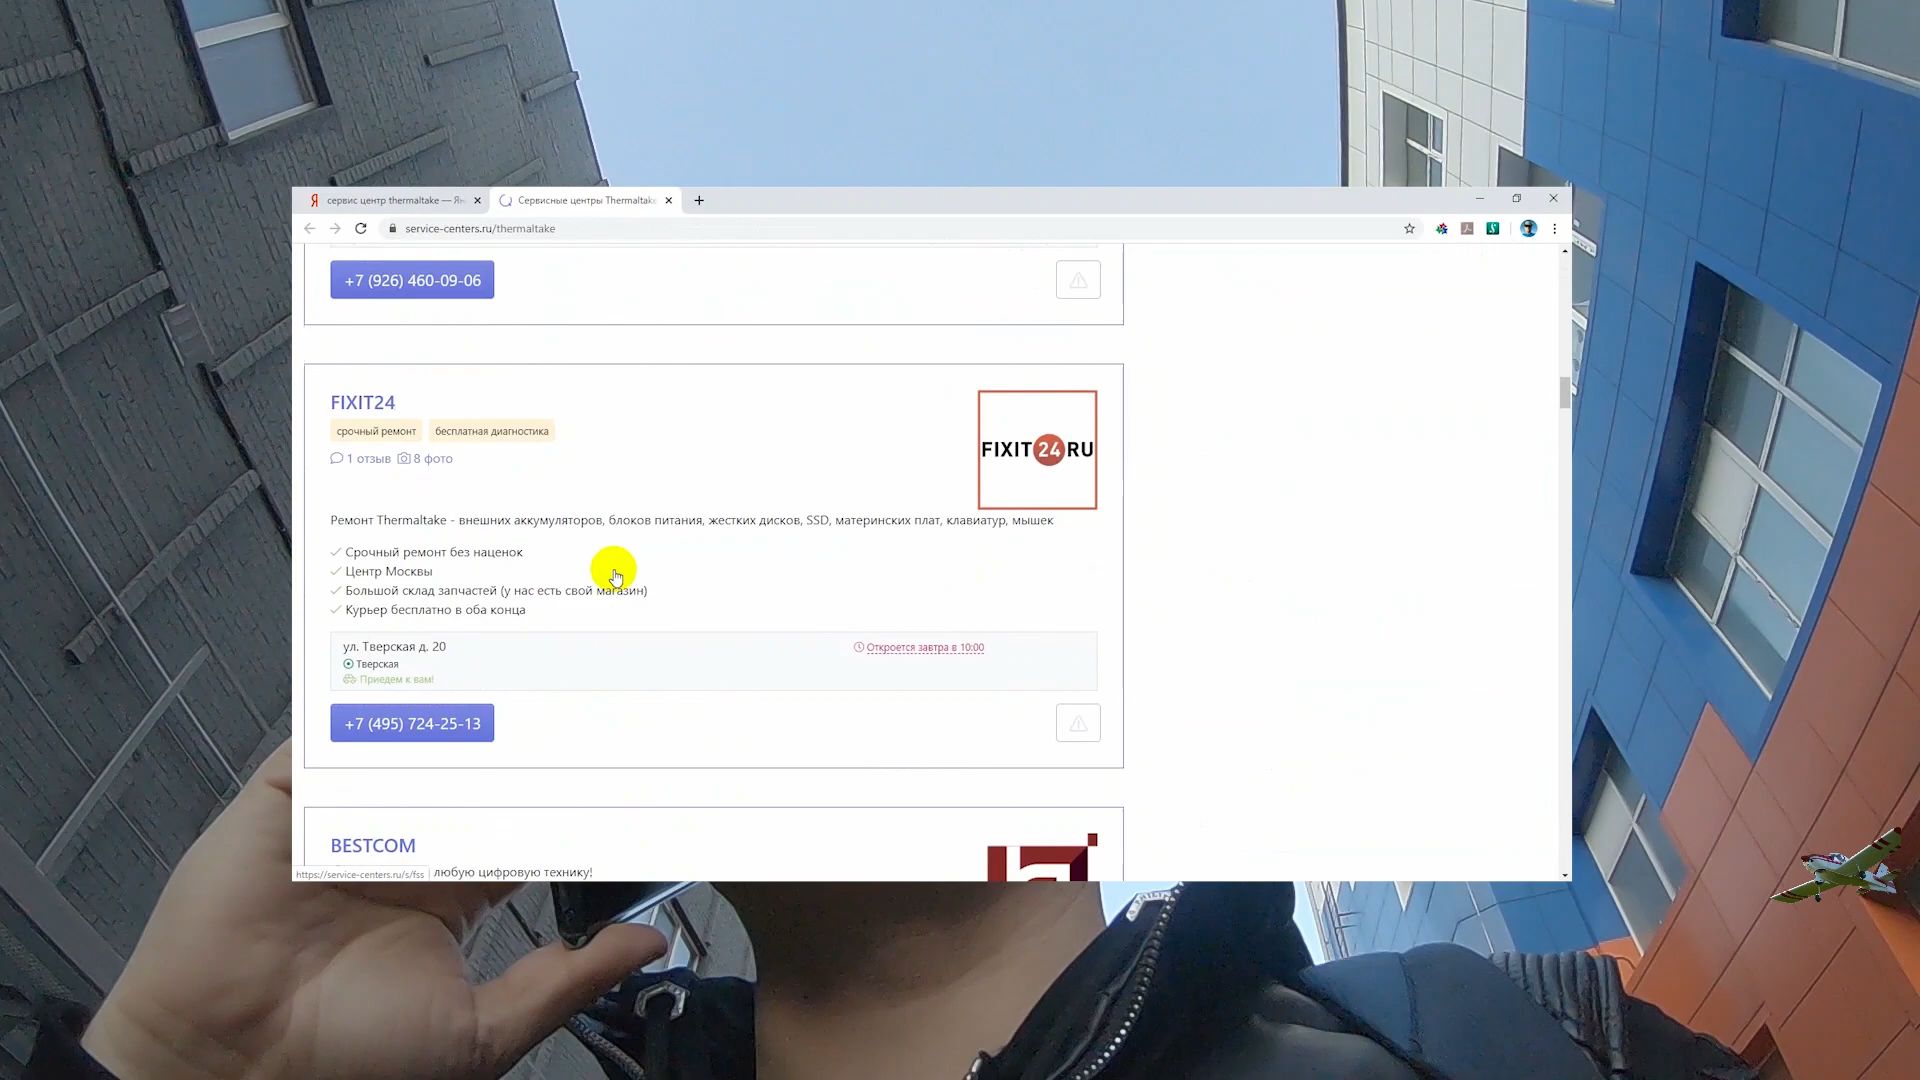 сервис центр thermaltake — Ян
Сервисные центры Thermaltake
service-centers.ru/thermaltake
+7 (926) 460-09-06
FIXIT24
срочный ремонт бесплатная диагностика
1 отзыв 8 фото
FIXIT24RU
Ремонт Thermaltake - внешних аккумуляторов, блоков питания, жестких дисков, SSD, материнских плат, клавиатур, мышек
Срочный ремонт без наценок
Центр Москвы
Большой склад запчастей (у нас есть свой магазин)
Курьер бесплатно в оба конца
ул. Тверская д. 20
Откроется завтра в 10:00
Тверская
Приедем к вам!
+7 (495) 724-25-13
BESTCOM
любую цифровую технику!
https://service-centers.ru/s/fss